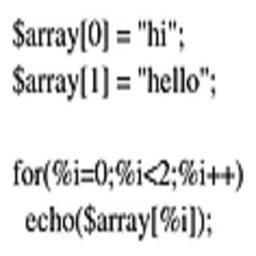 $array[0] = "hi";
$array[1] = "hello";
for(%i=0;%i<2;%i++)
echo($array[%i]);